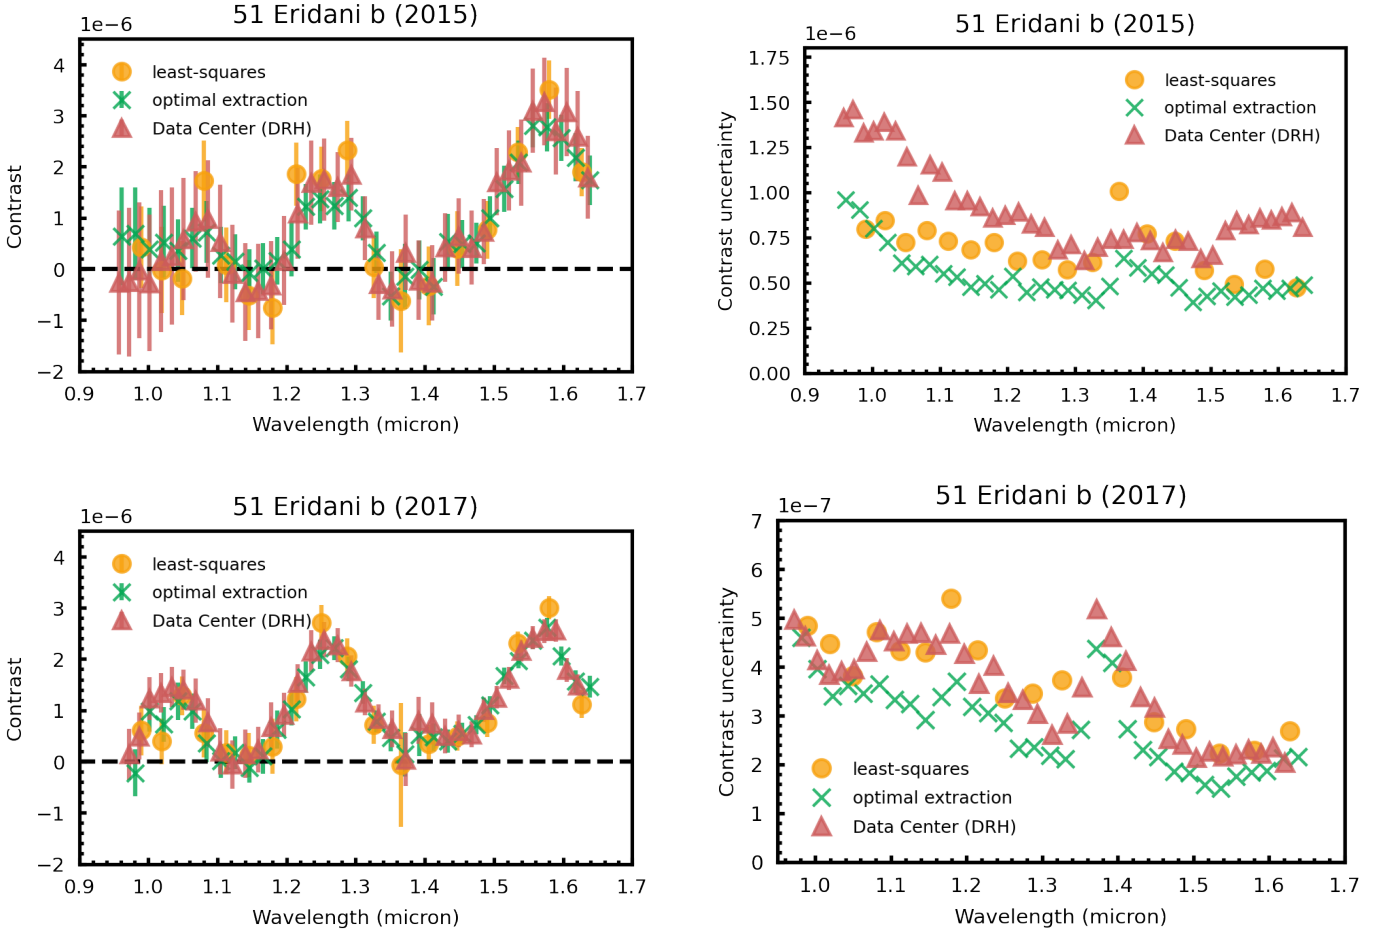 51 Eridani b (2015)
1e−6
4
3
2
1
0
−1
−2
Contrast
least-squares
optimal extraction
Data Center (DRH)
0.9 1.0 1.1 1.2 1.3 1.4 1.5 1.6 1.7
Wavelength (micron)
51 Eridani b (2015)
1e−6
1.75
1.50
1.25
1.00
0.75
0.50
0.25
0.00
Contrast uncertainty
least-squares
optimal extraction
Data Center (DRH)
0.9 1.0 1.1 1.2 1.3 1.4 1.5 1.6 1.7
Wavelength (micron)
51 Eridani b (2017)
1e−6
4
3
2
1
0
−1
−2
Contrast
least-squares
optimal extraction
Data Center (DRH)
0.9 1.0 1.1 1.2 1.3 1.4 1.5 1.6 1.7
Wavelength (micron)
51 Eridani b (2017)
1e−7
7
6
5
4
3
2
1
0
Contrast uncertainty
least-squares
optimal extraction
Data Center (DRH)
1.0 1.1 1.2 1.3 1.4 1.5 1.6 1.7
Wavelength (micron)